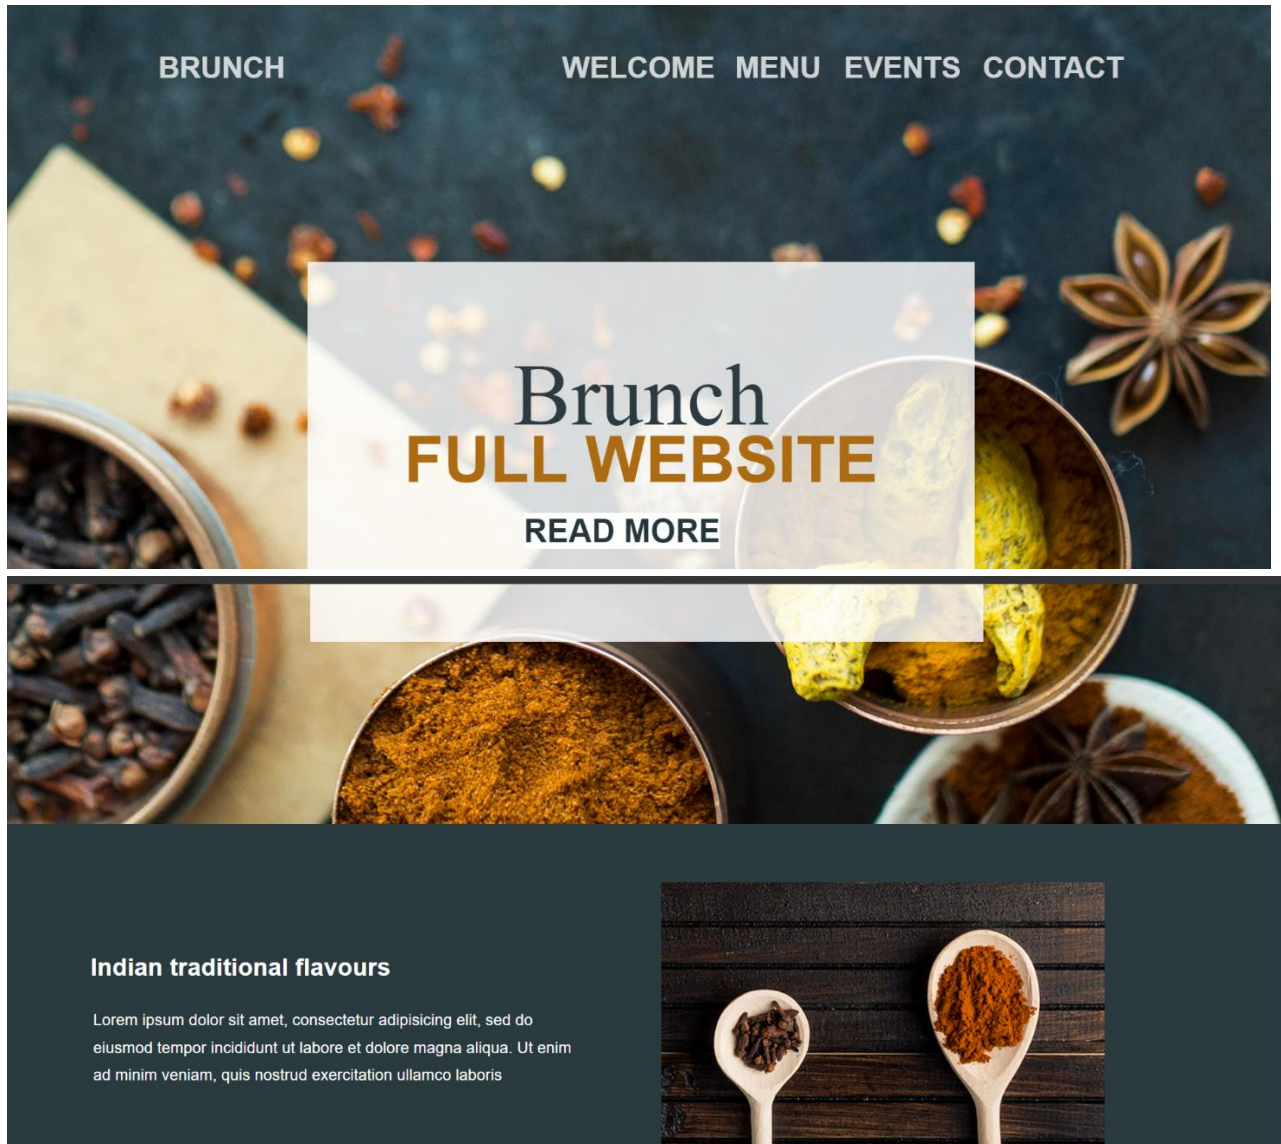 BRUNCH WELCOME MENU EVENTS CONTACT
Brunch
FULL WEBSITE
READ MORE
Indian traditional flavours
Lorem ipsum dolor sit amet, consectetur adipisicing elit, sed do
eiusmod tempor incididunt ut labore et dolore magna aliqua. Ut enim
ad minim veniam, quis nostrud exercitation ullamco laboris